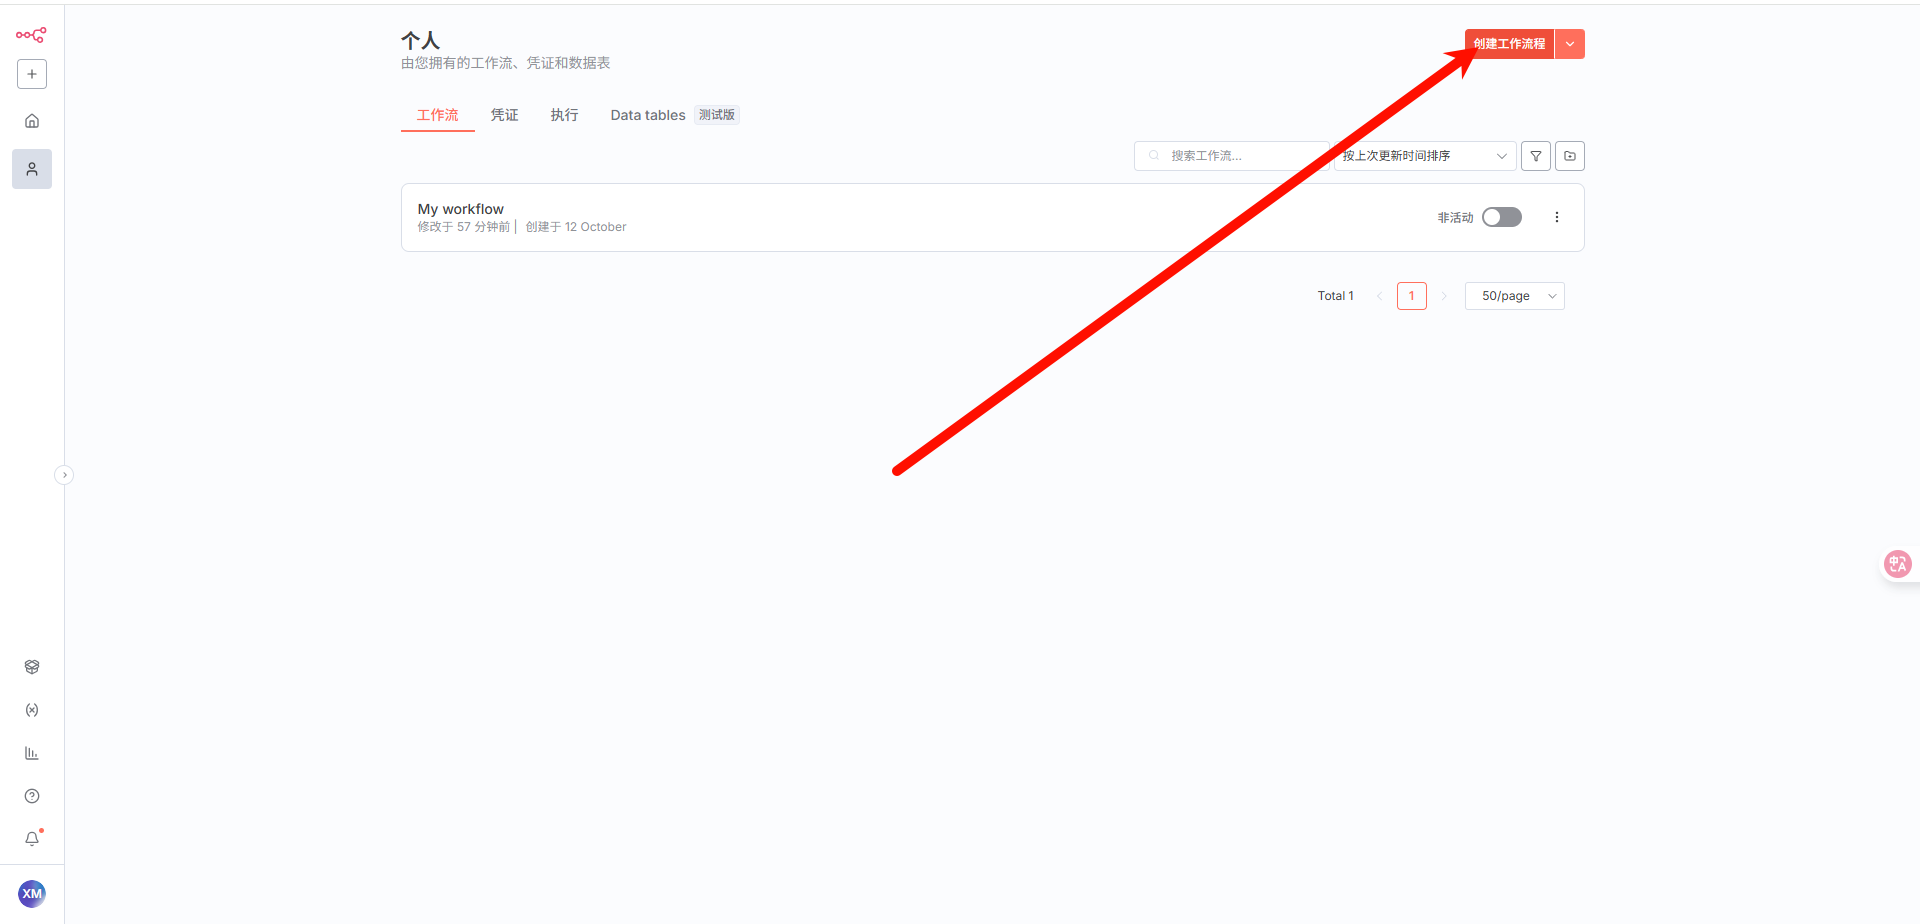 个人
由您拥有的工作流、凭证和数据表
创建工作流程
工作流 凭证 执行 Data tables 测试版
搜索工作流...
按上次更新时间排序
My workflow
修改于 57 分钟前 | 创建于 12 October
非活动
Total 1
1
50/page
中A
XM